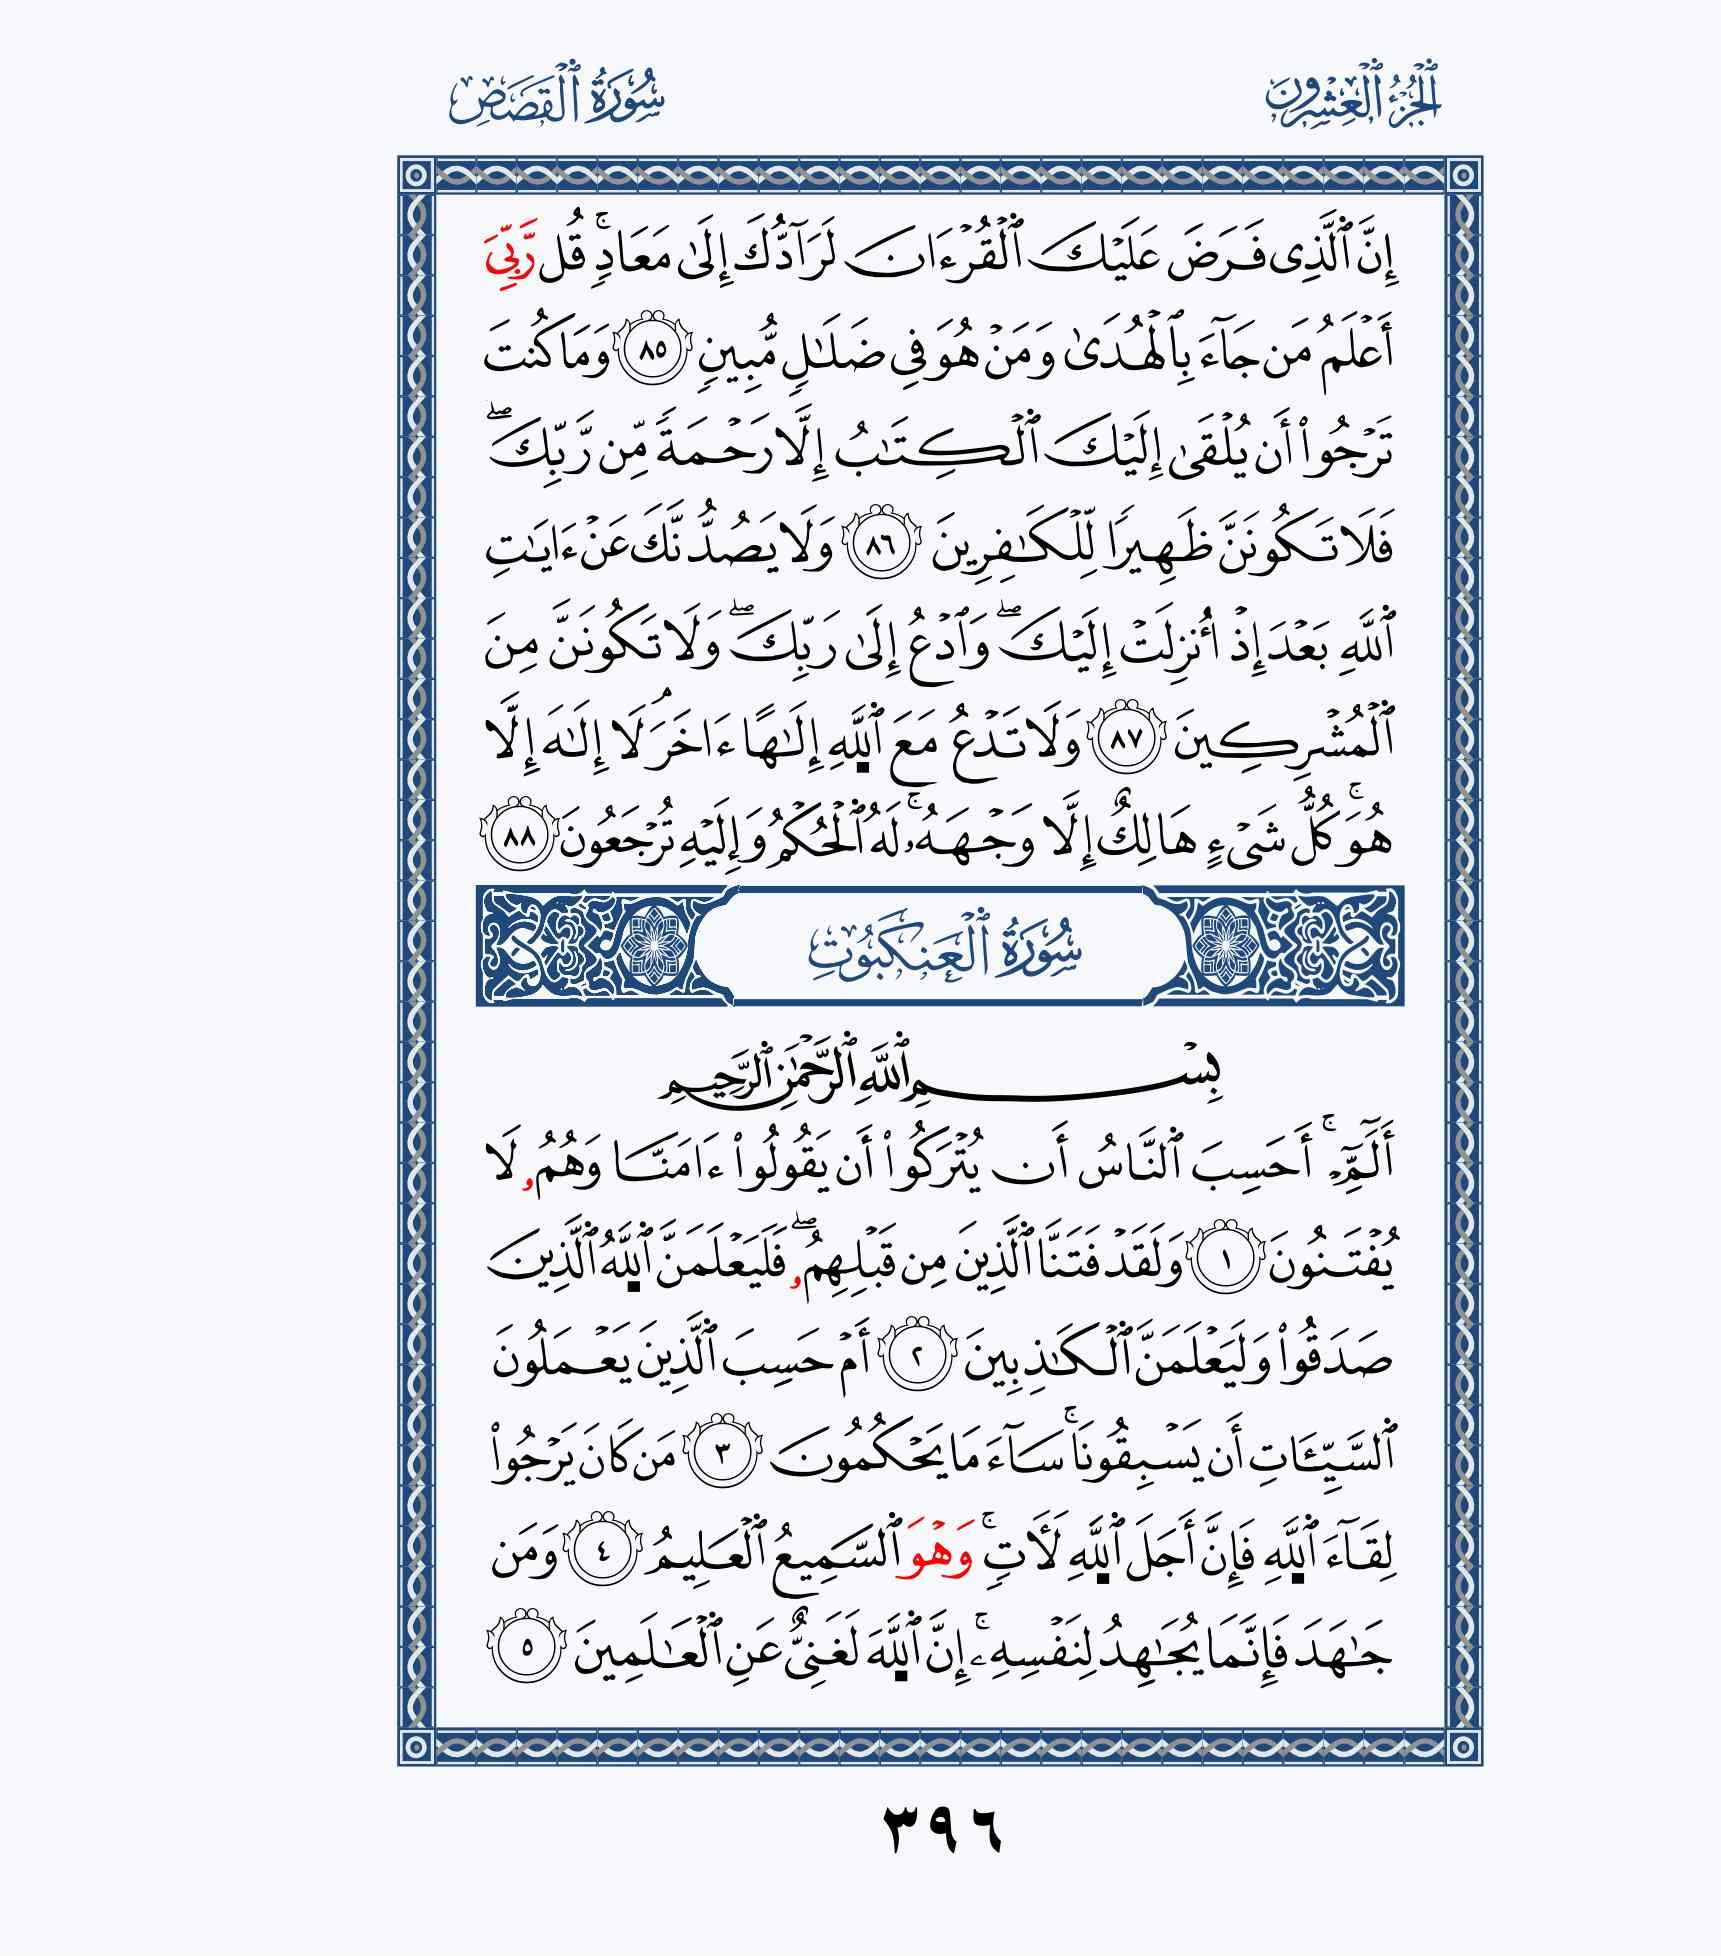 ٱلْجُزْءُ ٱلْعِشْرُونَ
سُورَةُ ٱلْقَصَصِ
إِنَّ ٱلَّذِى فَرَضَ عَلَيْكَ ٱلْقُرْءَانَ لَرَآدُّكَ إِلَىٰ مَعَادٍۚ قُل رَّبِّىَ
أَعْلَمُ مَن جَآءَ بِٱلْهُدَىٰ وَمَنْ هُوَ فِى ضَلَـٰلٍ مُّبِينٍ ٨٥ وَمَا كُنتَ
تَرْجُوا۟ أَن يُلْقَىٰ إِلَيْكَ ٱلْكِتَـٰبُ إِلَّا رَحْمَةً مِّن رَّبِّكَۖ
فَلَا تَكُونَنَّ ظَهِيرًا لِّلْكَـٰفِرِينَ ٨٦ وَلَا يَصُدُّنَّكَ عَنْ ءَايَـٰتِ
ٱللَّهِ بَعْدَ إِذْ أُنزِلَتْ إِلَيْكَۖ وَٱدْعُ إِلَىٰ رَبِّكَۖ وَلَا تَكُونَنَّ مِنَ
ٱلْمُشْرِكِينَ ٨٧ وَلَا تَدْعُ مَعَ ٱللَّهِ إِلَـٰهًا ءَاخَرَۘ لَا إِلَـٰهَ إِلَّا
هُوَۚ كُلُّ شَىْءٍ هَالِكٌ إِلَّا وَجْهَهُۥۚ لَهُ ٱلْحُكْمُ وَإِلَيْهِ تُرْجَعُونَ ٨٨
سُورَةُ ٱلْعَنكَبُوتِ
بِسْمِ ٱللَّهِ ٱلرَّحْمَـٰنِ ٱلرَّحِيمِ
أَلَٓمِّٓۚ أَحَسِبَ ٱلنَّاسُ أَن يُتْرَكُوا۟ أَن يَقُولُوا۟ ءَامَنَّا وَهُمُۥ لَا
يُفْتَنُونَ ١ وَلَقَدْ فَتَنَّا ٱلَّذِينَ مِن قَبْلِهِمُۥۖ فَلَيَعْلَمَنَّ ٱللَّهُ ٱلَّذِينَ
صَدَقُوا۟ وَلَيَعْلَمَنَّ ٱلْكَـٰذِبِينَ ٢ أَمْ حَسِبَ ٱلَّذِينَ يَعْمَلُونَ
ٱلسَّيِّـَٔاتِ أَن يَسْبِقُونَاۚ سَآءَ مَا يَحْكُمُونَ ٣ مَن كَانَ يَرْجُوا۟
لِقَآءَ ٱللَّهِ فَإِنَّ أَجَلَ ٱللَّهِ لَـَٔاتٍۚ وَهْوَ ٱلسَّمِيعُ ٱلْعَلِيمُ ٤ وَمَن
جَـٰهَدَ فَإِنَّمَا يُجَـٰهِدُ لِنَفْسِهِۦۚ إِنَّ ٱللَّهَ لَغَنِىٌّ عَنِ ٱلْعَـٰلَمِينَ ٥
٣٩٦